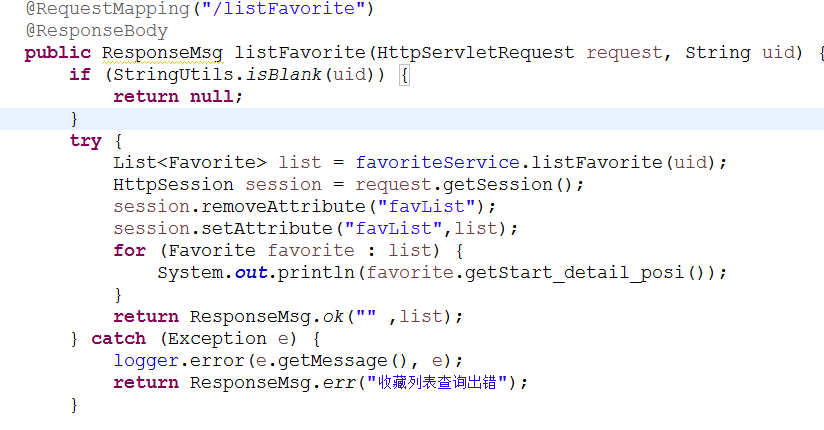 @RequestMapping("/listFavorite")
@ResponseBody
public ResponseMsg listFavorite(HttpServletRequest request, String uid) {
if (StringUtils.isBlank(uid)) {
return null;
}
try {
List<Favorite> list = favoriteService.listFavorite(uid);
HttpSession session = request.getSession();
session.removeAttribute("favList");
session.setAttribute("favList",list);
for (Favorite favorite : list) {
System.out.println(favorite.getStart_detail_posi());
}
return ResponseMsg.ok("" ,list);
} catch (Exception e) {
logger.error(e.getMessage(), e);
return ResponseMsg.err("收藏列表查询出错");
}